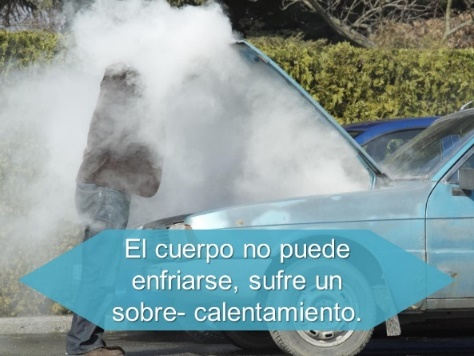 El cuerpo no puede
enfriarse, sufre un
sobre- calentamiento.